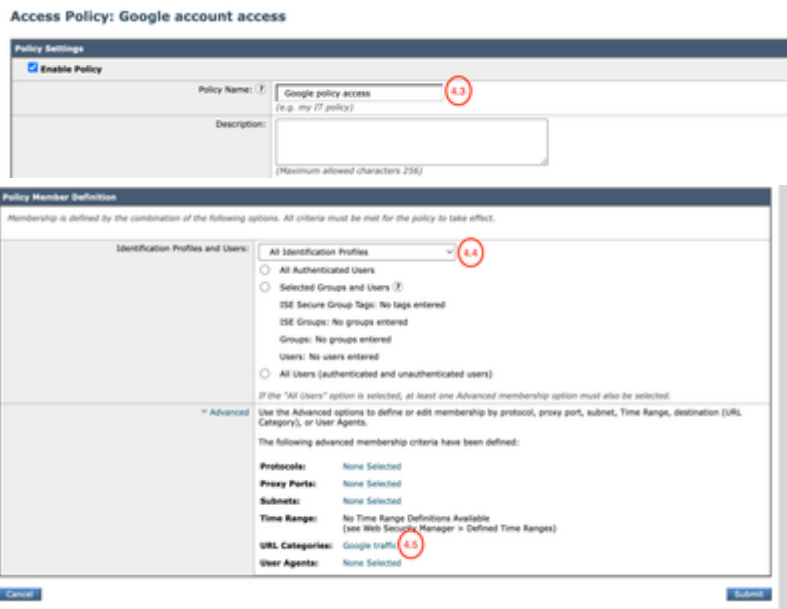 Access Policy: Google account access
Policy Settings
Enable Policy
Policy Name: ?
Google policy access
4.3
(e.g. my IT policy)
Description:
(Maximum allowed characters 256)
Policy Member Definition
Membership is defined by the combination of the following options. All criteria must be met for the policy to take effect.
Identification Profiles and Users:
All Identification Profiles
4.4
All Authenticated Users
Selected Groups and Users ?
ISE Secure Group Tags: No tags entered
ISE Groups: No groups entered
Groups: No groups entered
Users: No users entered
All Users (authenticated and unauthenticated users)
If the "All Users" option is selected, at least one Advanced membership option must also be selected.
Advanced
Use the Advanced options to define or edit membership by protocol, proxy port, subnet, Time Range, destination (URL
Category), or User Agents.
The following advanced membership criteria have been defined:
Protocols: None Selected
Proxy Ports: None Selected
Subnets: None Selected
Time Range: No Time Range Definitions Available
(see Web Security Manager > Defined Time Ranges)
URL Categories: Google traffic 4.5
User Agents: None Selected
Cancel
Submit